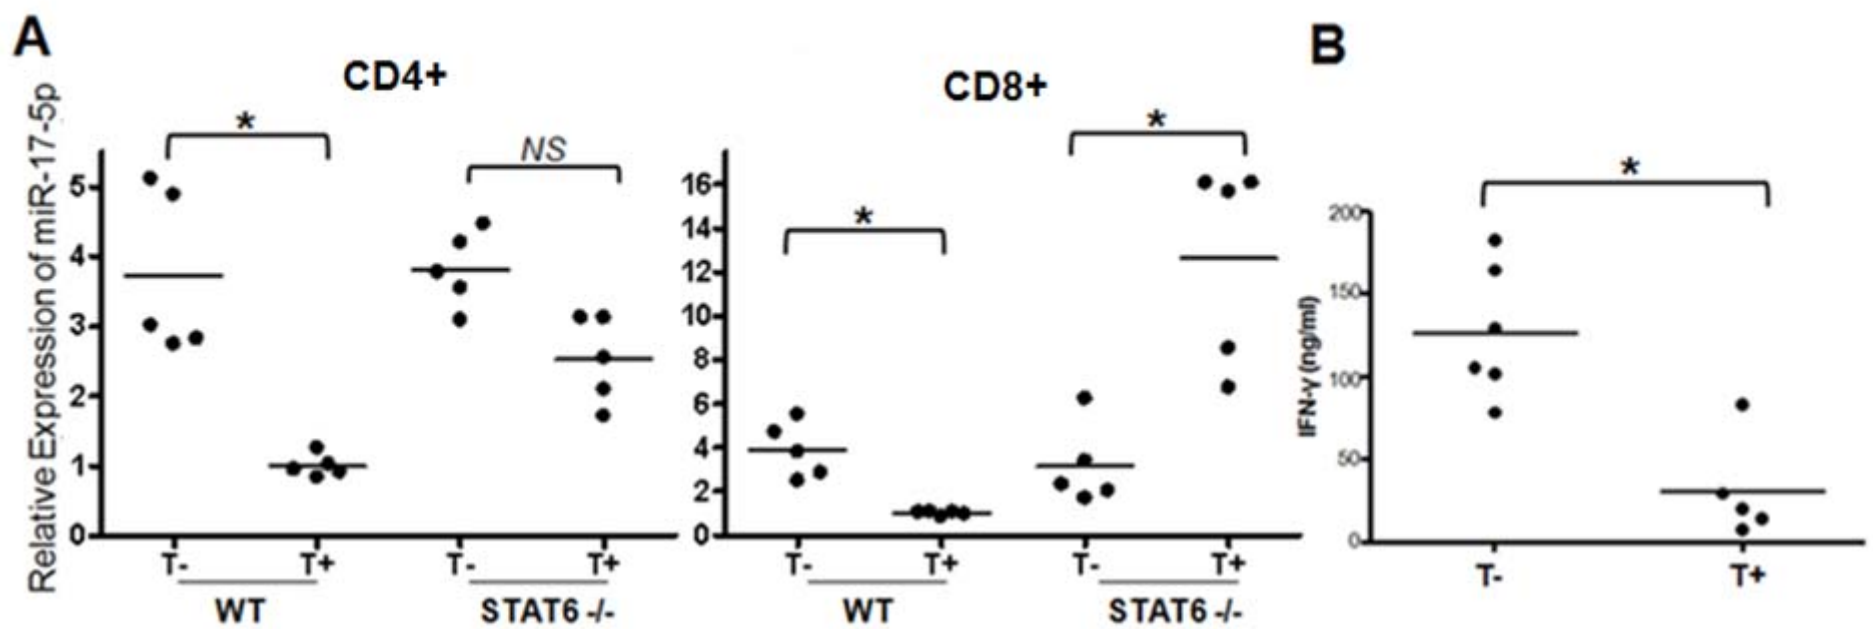 A
B
CD4+
CD8+
Relative Expression of miR-17-5p
*
NS
*
*
*
5
4
3
2
1
0
16
14
12
10
8
6
4
2
0
IFN-γ (ng/ml)
200
150
100
50
0
T- T+ T- T+
WT STAT6 -/-
T- T+ T- T+
WT STAT6 -/-
T- T+